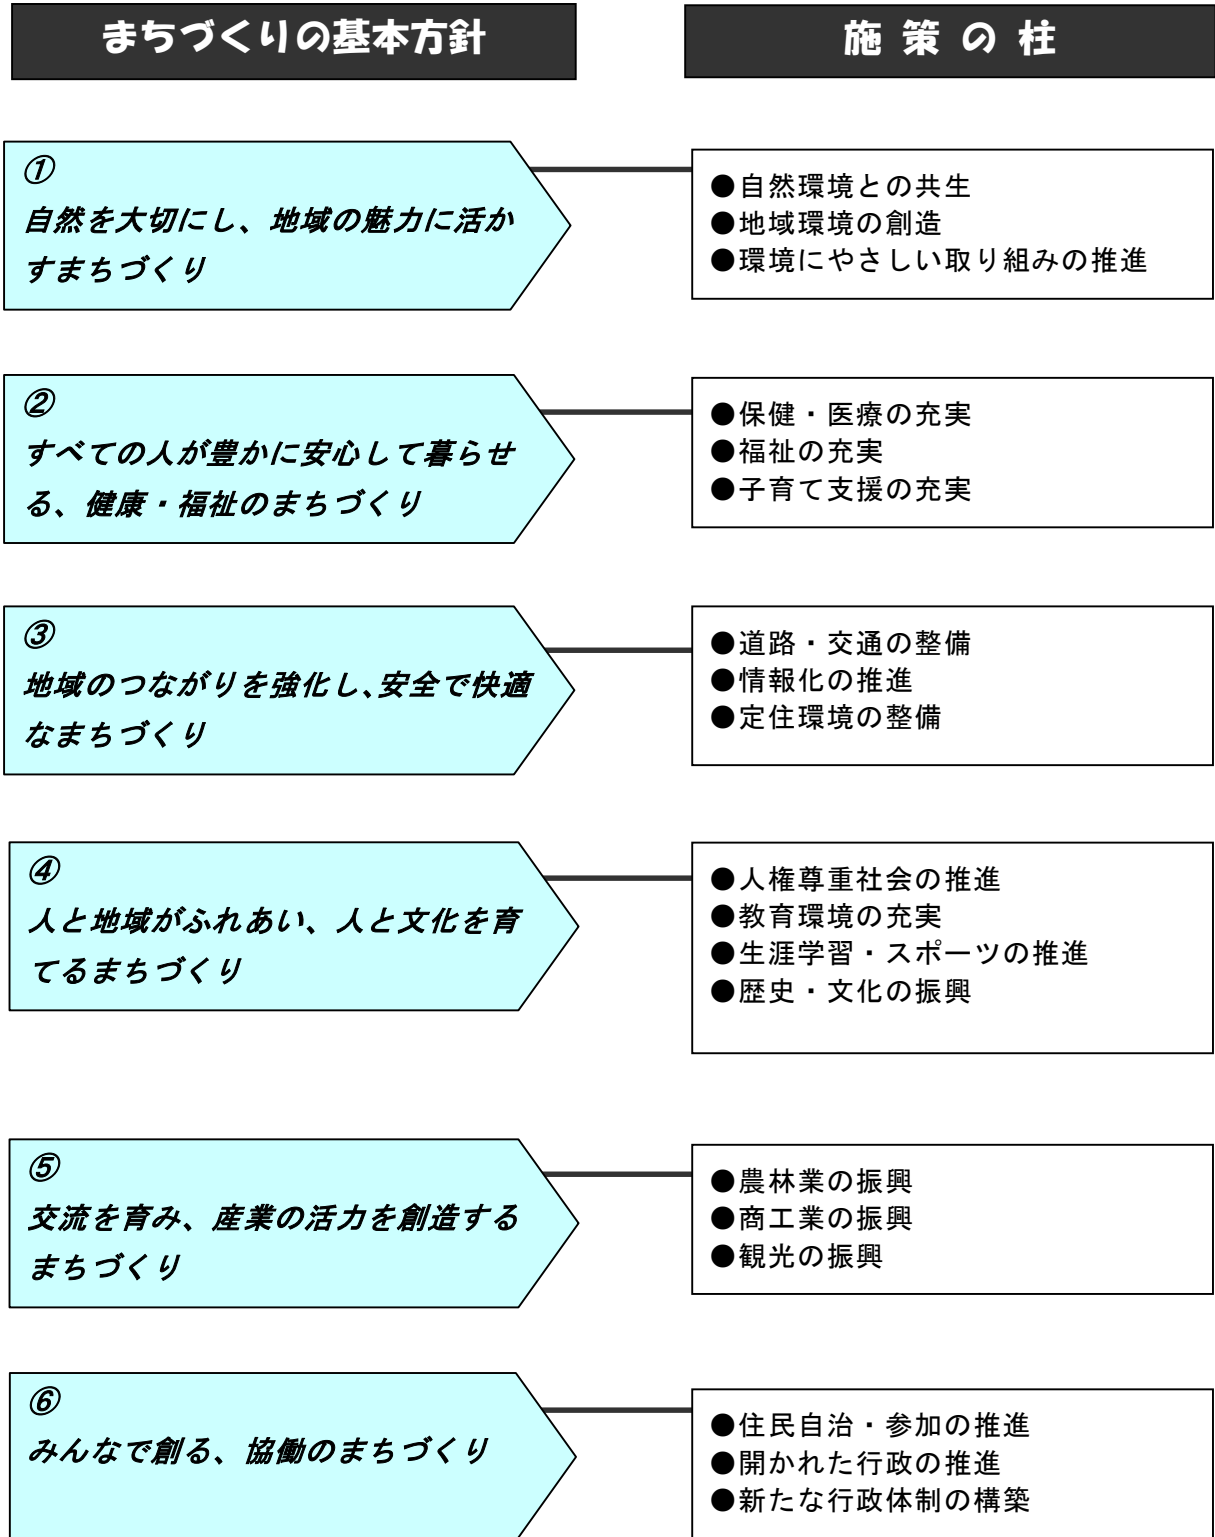 まちづくりの基本方針
施策の柱
①
自然を大切にし、地域の魅力に活か
すまちづくり
●自然環境との共生
●地域環境の創造
●環境にやさしい取り組みの推進
②
すべての人が豊かに安心して暮らせ
る、健康・福祉のまちづくり
●保健・医療の充実
●福祉の充実
●子育て支援の充実
③
地域のつながりを強化し、安全で快適
なまちづくり
●道路・交通の整備
●情報化の推進
●定住環境の整備
④
人と地域がふれあい、人と文化を育
てるまちづくり
●人権尊重社会の推進
●教育環境の充実
●生涯学習・スポーツの推進
●歴史・文化の振興
⑤
交流を育み、産業の活力を創造する
まちづくり
●農林業の振興
●商工業の振興
●観光の振興
⑥
みんなで創る、協働のまちづくり
●住民自治・参加の推進
●開かれた行政の推進
●新たな行政体制の構築